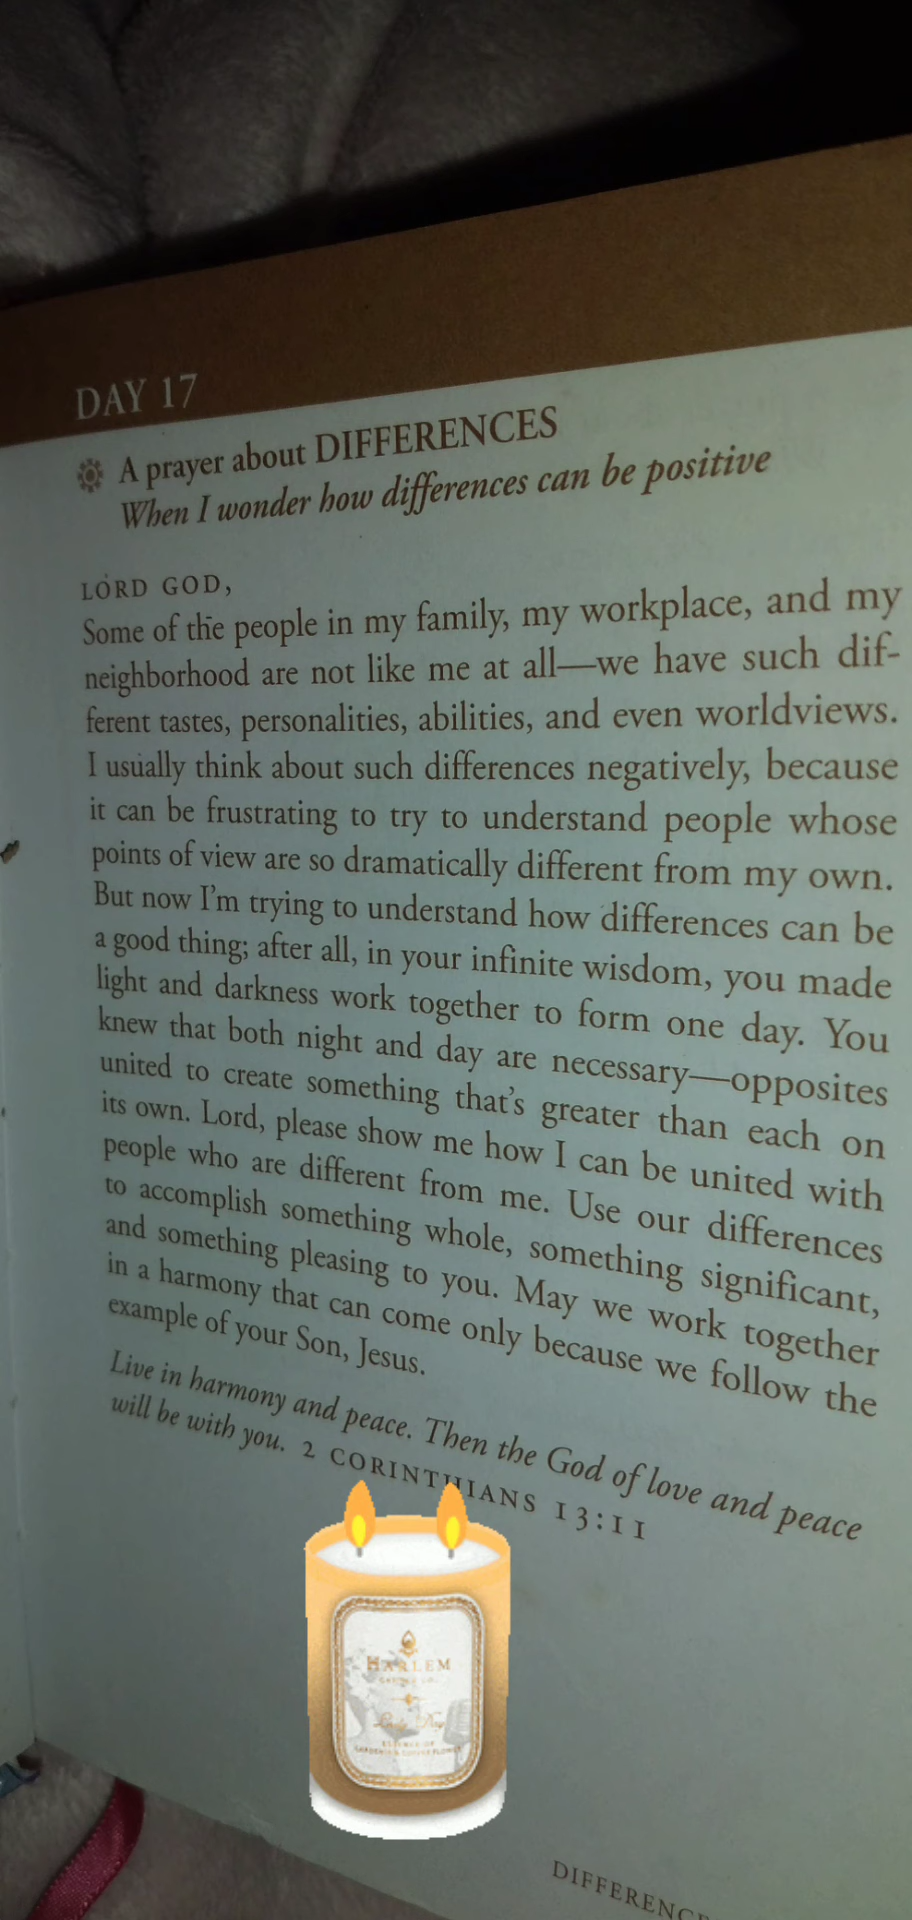 DAY 17
A prayer about DIFFERENCES
When I wonder how differences can be positive
LORD GOD,
Some of the people in my family, my workplace, and my
neighborhood are not like me at all—we have such dif-
ferent tastes, personalities, abilities, and even worldviews.
I usually think about such differences negatively, because
it can be frustrating to try to understand people whose
points of view are so dramatically different from my own.
But now I'm trying to understand how differences can be
a good thing; after all, in your infinite wisdom, you made
light and darkness work together to form one day. You
knew that both night and day are necessary—opposites
united to create something that's greater than each on
its own. Lord, please show me how I can be united with
people who are different from me. Use our differences
to accomplish something whole, something significant,
and something pleasing to you. May we work together
in a harmony that can come only because we follow the
example of your Son, Jesus.
Live in harmony and peace. Then the God of love and peace
will be with you. 2 CORINTHIANS 13:11
HARLEM
CANDLE CO.
Lady Day
ESSENCE OF
DIFFERENC